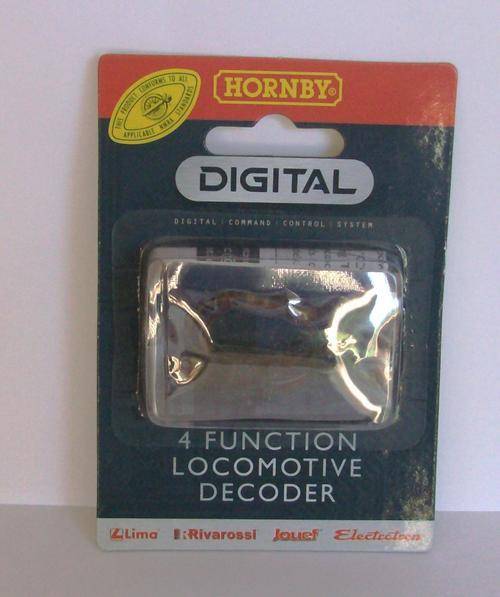 THIS PRODUCT CONFORMS TO ALL
APPLICABLE NMRA STANDARDS
HORNBY®
DIGITAL
DIGITAL COMMAND CONTROL SYSTEM
4 FUNCTION
LOCOMOTIVE
DECODER
Lima Rivarossi Jouef Electrotren